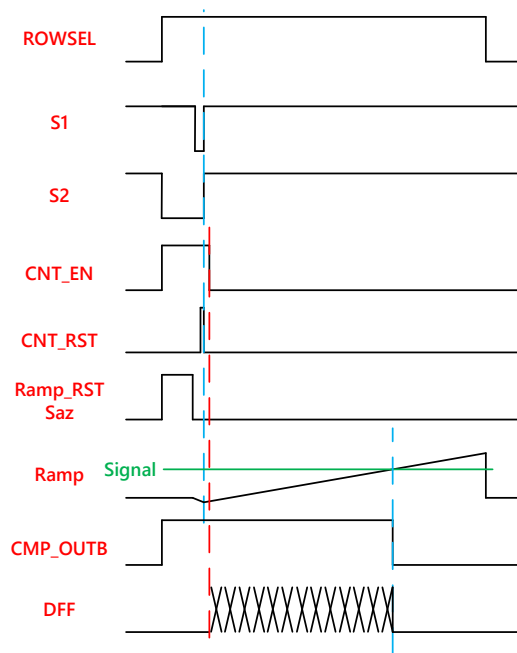 ROWSEL
S1
S2
CNT_EN
CNT_RST
Ramp_RST
Saz
Signal
Ramp
CMP_OUTB
DFF